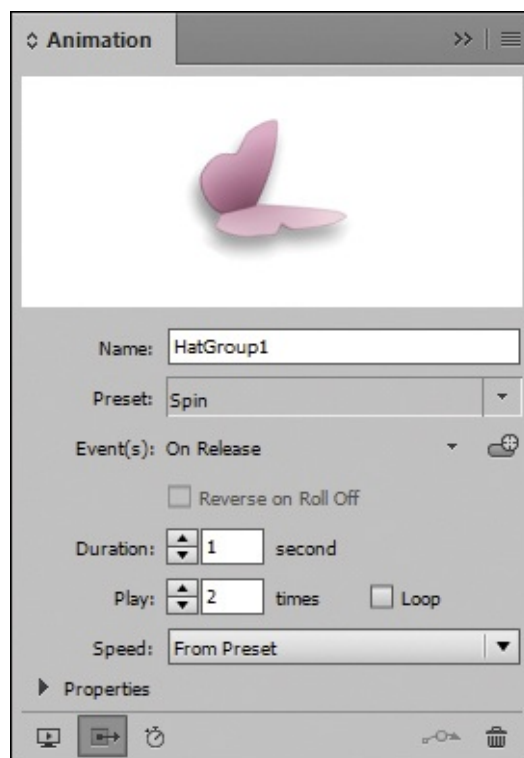 Animation
Name: HatGroup1
Preset: Spin
Event(s): On Release
Reverse on Roll Off
Duration: 1 second
Play: 2 times Loop
Speed: From Preset
Properties